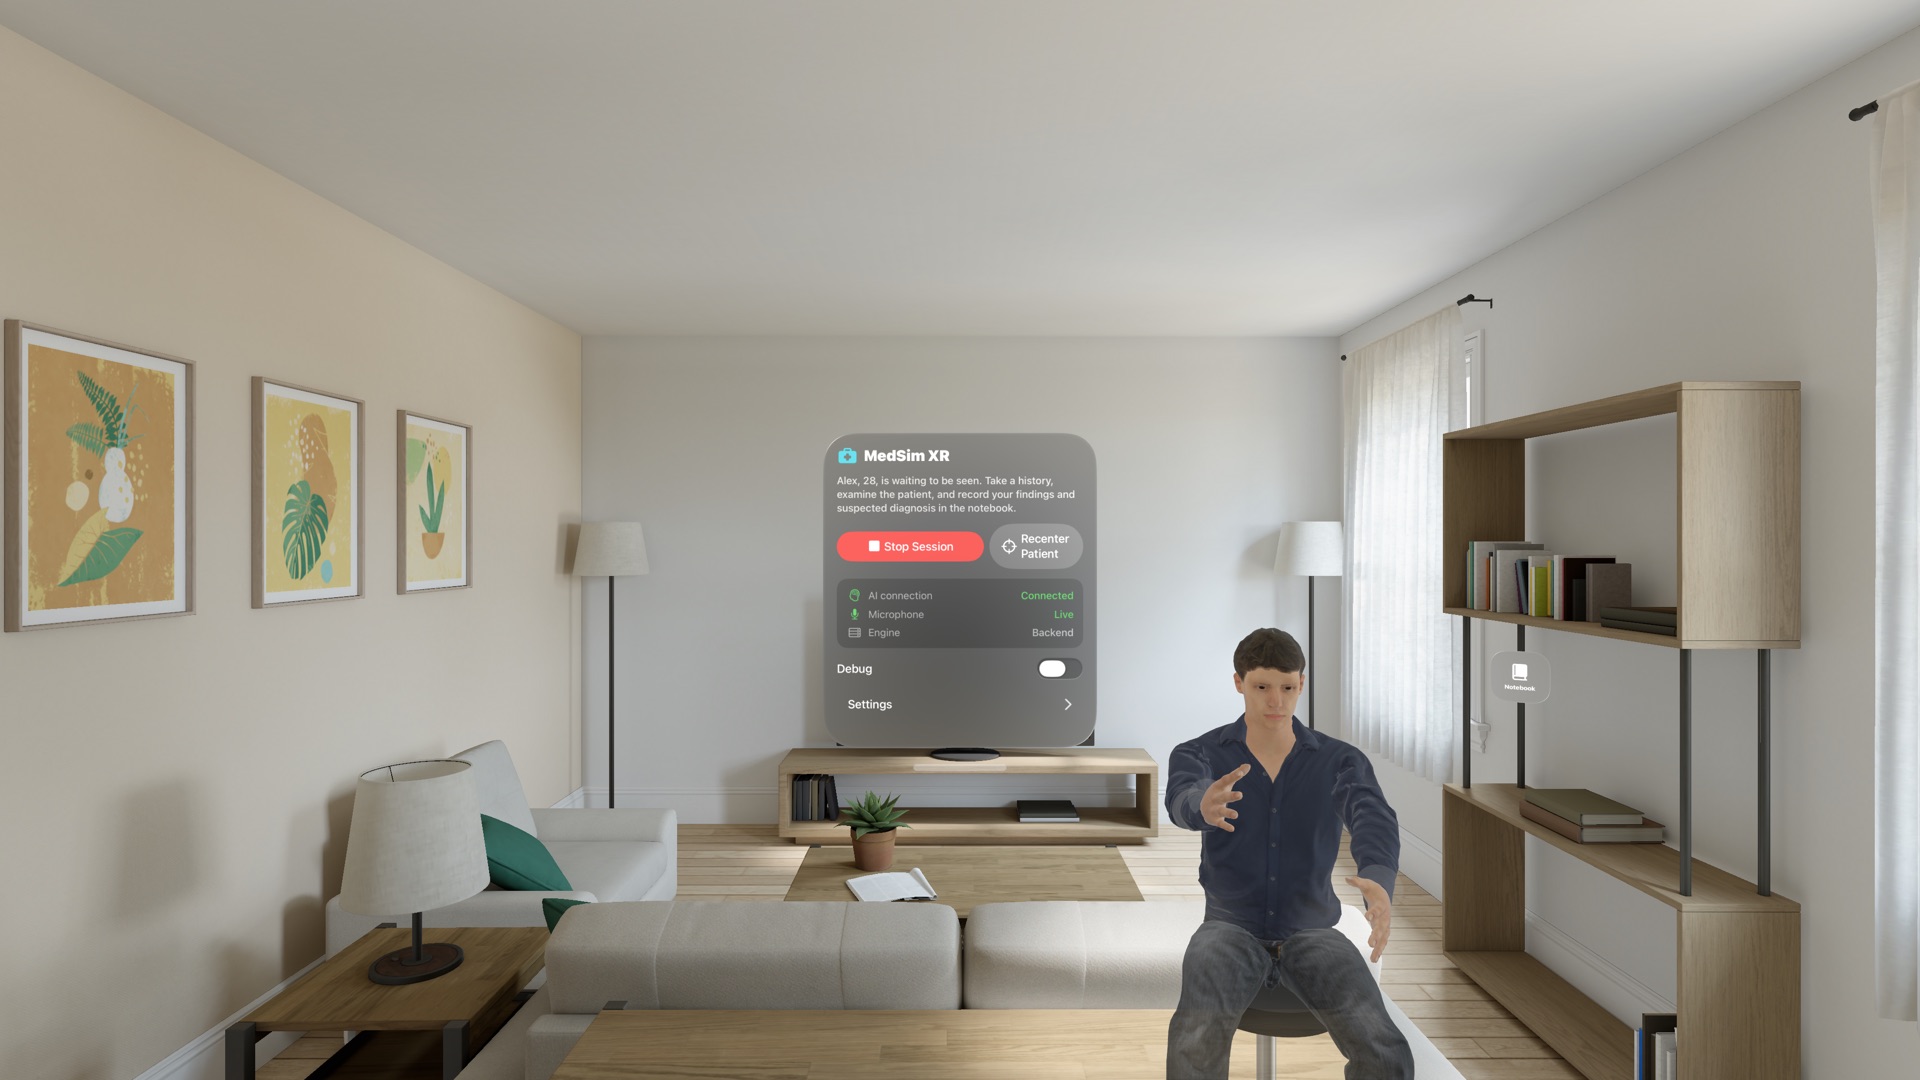 MedSim XR
Alex, 28, is waiting to be seen. Take a history,
examine the patient, and record your findings and
suspected diagnosis in the notebook.
Stop Session
Recenter
Patient
AI connection Connected
Microphone Live
Engine Backend
Debug
Settings
Notebook